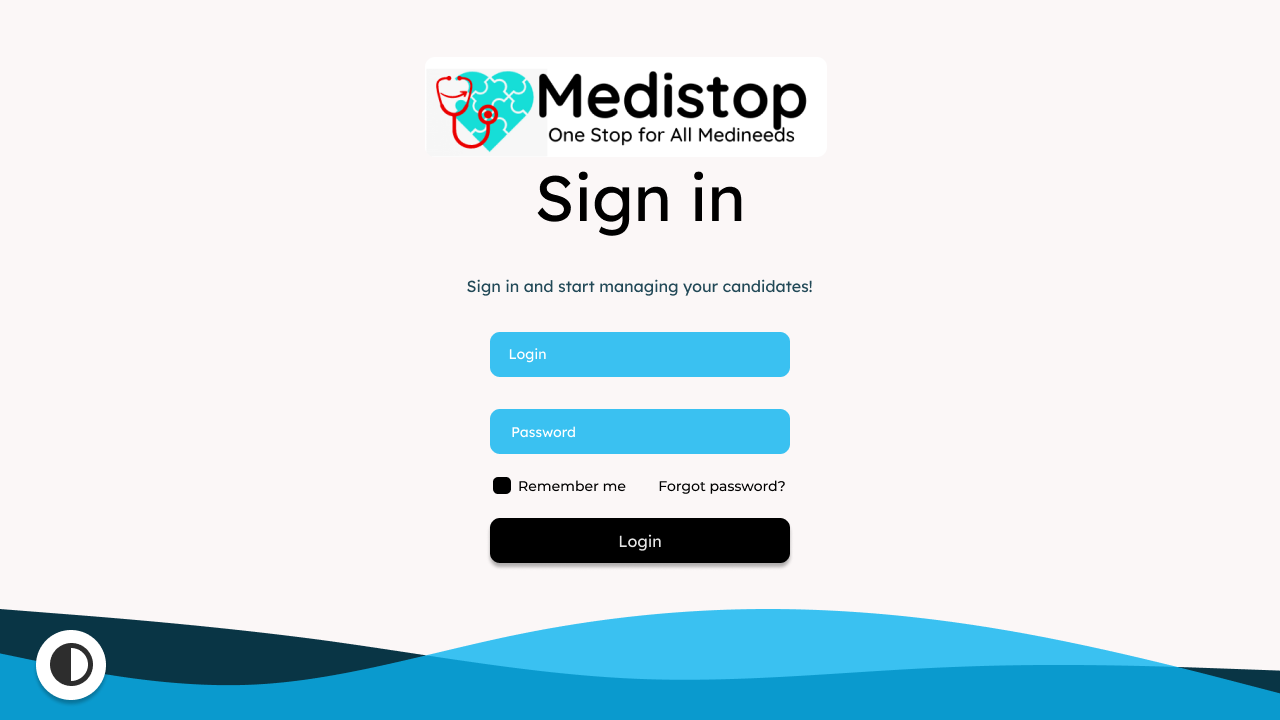 Medistop
One Stop for All Medineeds
Sign in
Sign in and start managing your candidates!
Login
Password
Remember me Forgot password?
Login